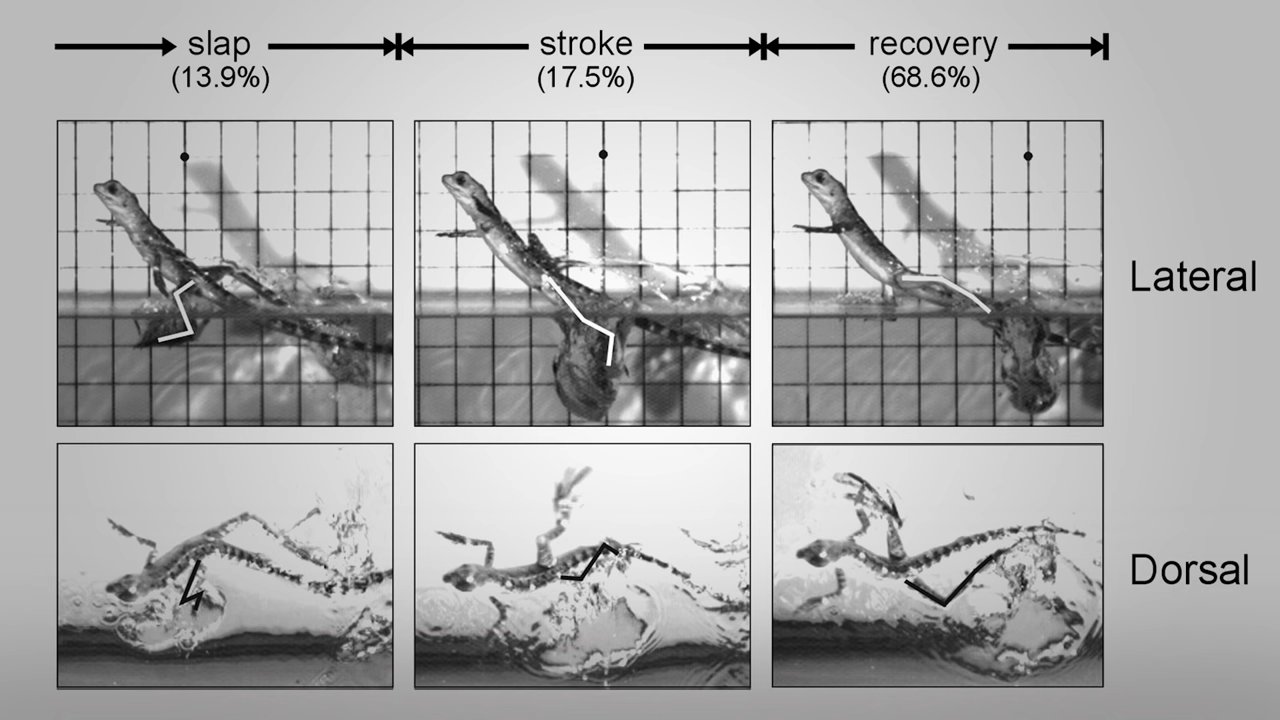 slap
(13.9%)
stroke
(17.5%)
recovery
(68.6%)
Lateral
Dorsal